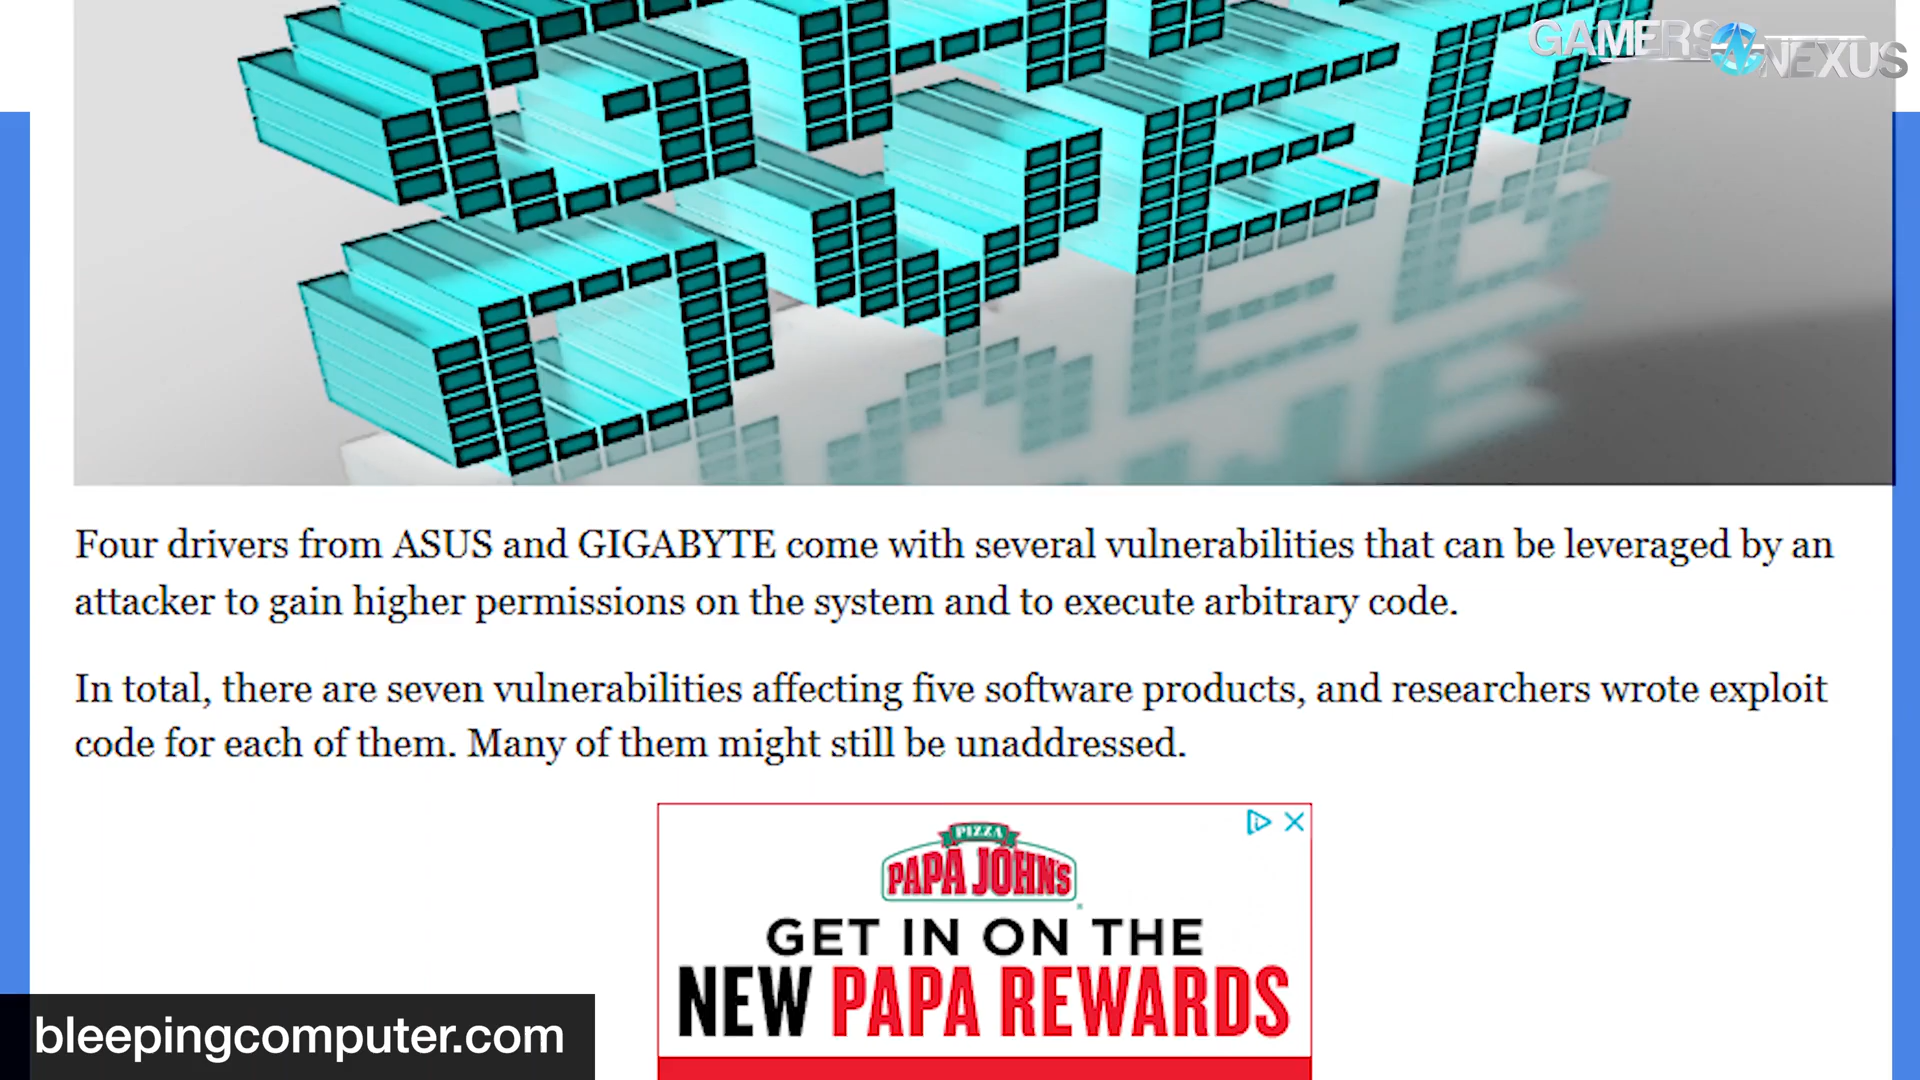 GAMERS NEXUS
Four drivers from ASUS and GIGABYTE come with several vulnerabilities that can be leveraged by an
attacker to gain higher permissions on the system and to execute arbitrary code.
In total, there are seven vulnerabilities affecting five software products, and researchers wrote exploit
code for each of them. Many of them might still be unaddressed.
PIZZA
PAPA JOHN'S
GET IN ON THE
NEW PAPA REWARDS
bleepingcomputer.com